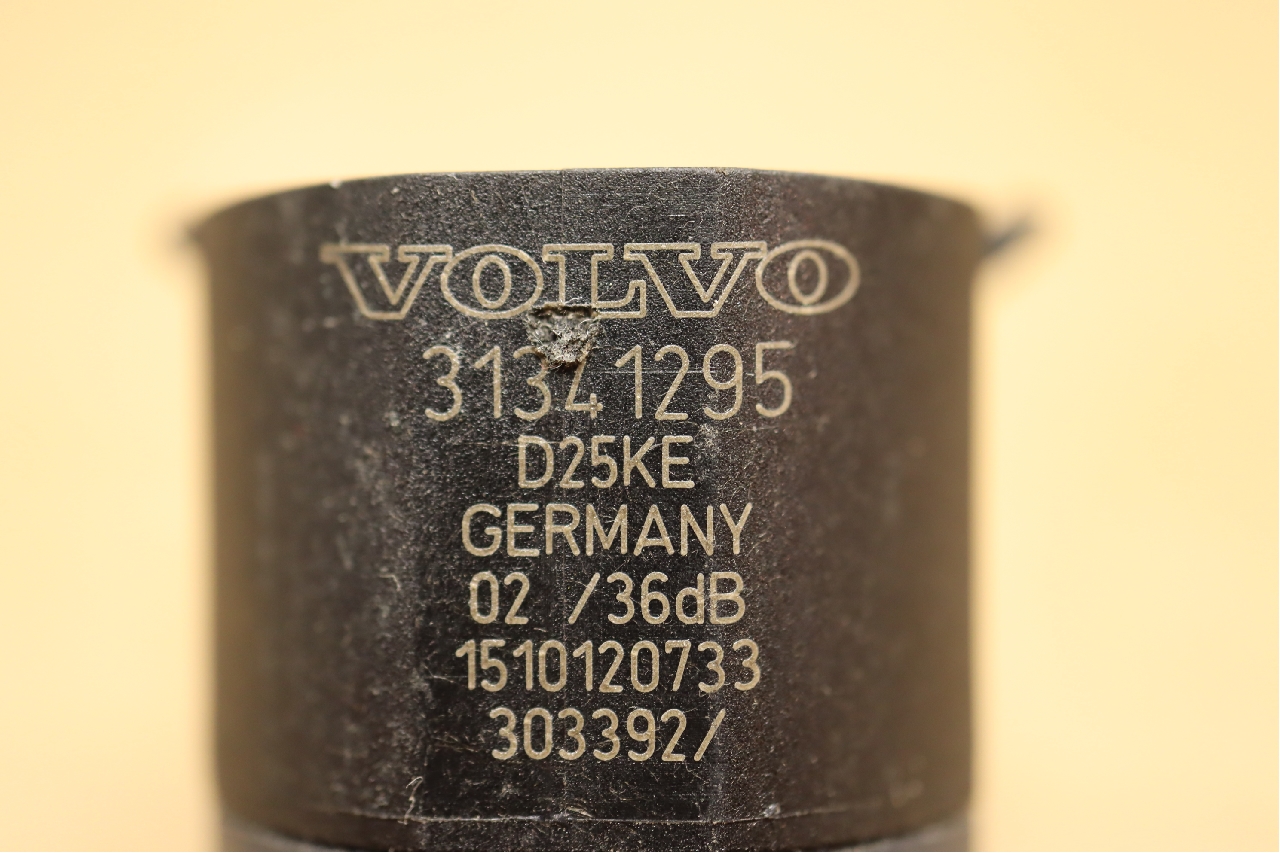 VOLVO
31341295
D25KE
GERMANY
02 /36dB
1510120733
303392/